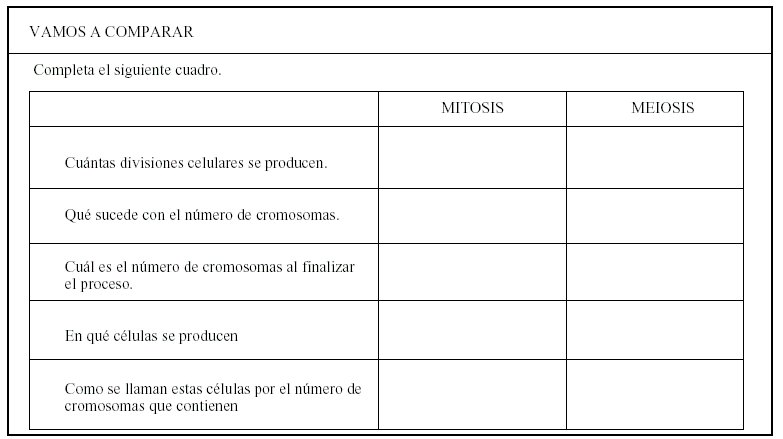 VAMOS A COMPARAR
Completa el siguiente cuadro.
MITOSIS
MEIOSIS
Cuántas divisiones celulares se producen.
Qué sucede con el número de cromosomas.
Cuál es el número de cromosomas al finalizar
el proceso.
En qué células se producen
Como se llaman estas células por el número de
cromosomas que contienen